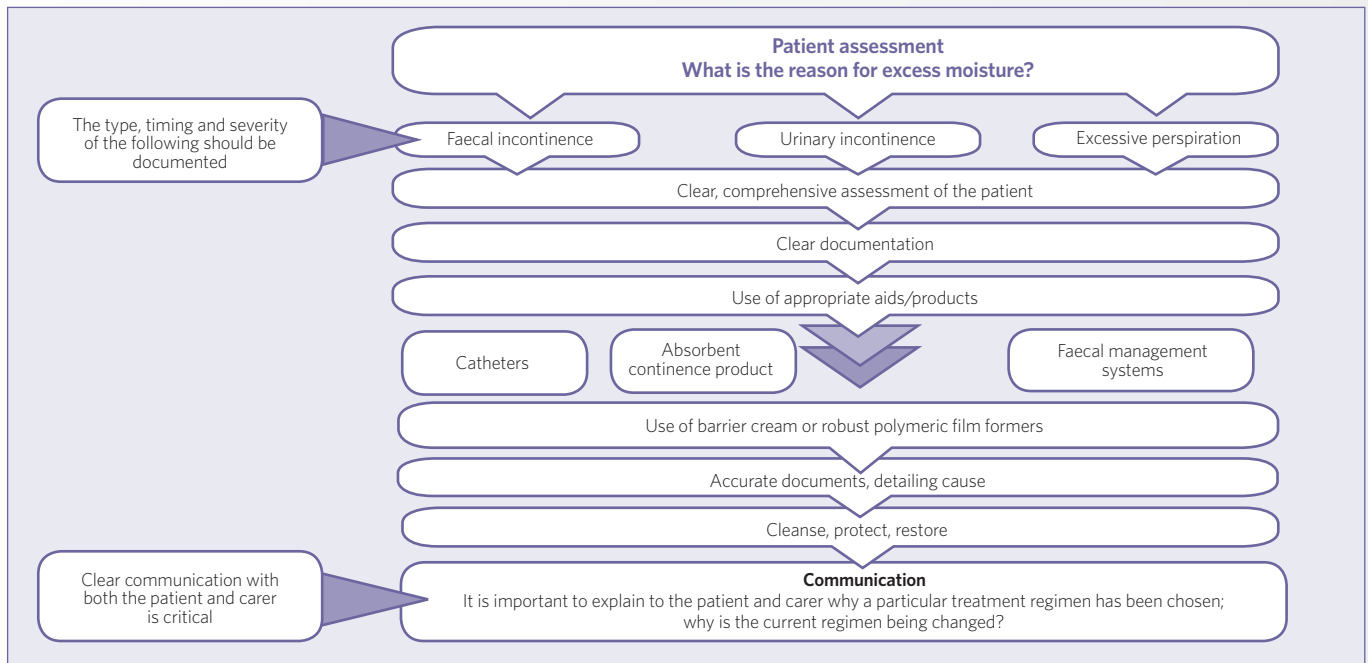 Patient assessment
What is the reason for excess moisture?
The type, timing and severity
of the following should be
documented
Faecal incontinence
Urinary incontinence
Excessive perspiration
Clear, comprehensive assessment of the patient
Clear documentation
Use of appropriate aids/products
Catheters
Absorbent
continence product
Faecal management
systems
Use of barrier cream or robust polymeric film formers
Accurate documents, detailing cause
Cleanse, protect, restore
Clear communication with
both the patient and carer
is critical
Communication
It is important to explain to the patient and carer why a particular treatment regimen has been chosen;
why is the current regimen being changed?